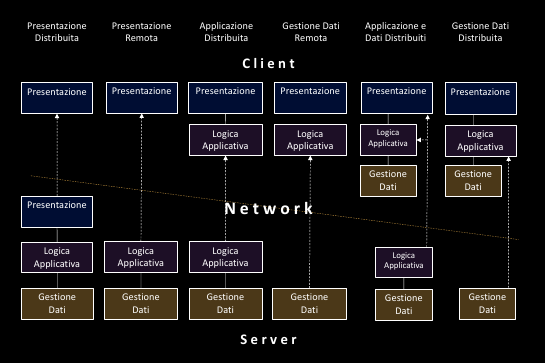 Presentazione Distribuita
Presentazione Remota
Applicazione Distribuita
Gestione Dati Remota
Applicazione e Dati Distribuiti
Gestione Dati Distribuita
Client
Presentazione
Presentazione
Presentazione
Presentazione
Presentazione
Presentazione
Logica Applicativa
Logica Applicativa
Logica Applicativa
Logica Applicativa
Gestione Dati
Gestione Dati
Network
Presentazione
Logica Applicativa
Logica Applicativa
Logica Applicativa
Logica Applicativa
Gestione Dati
Gestione Dati
Gestione Dati
Gestione Dati
Gestione Dati
Server